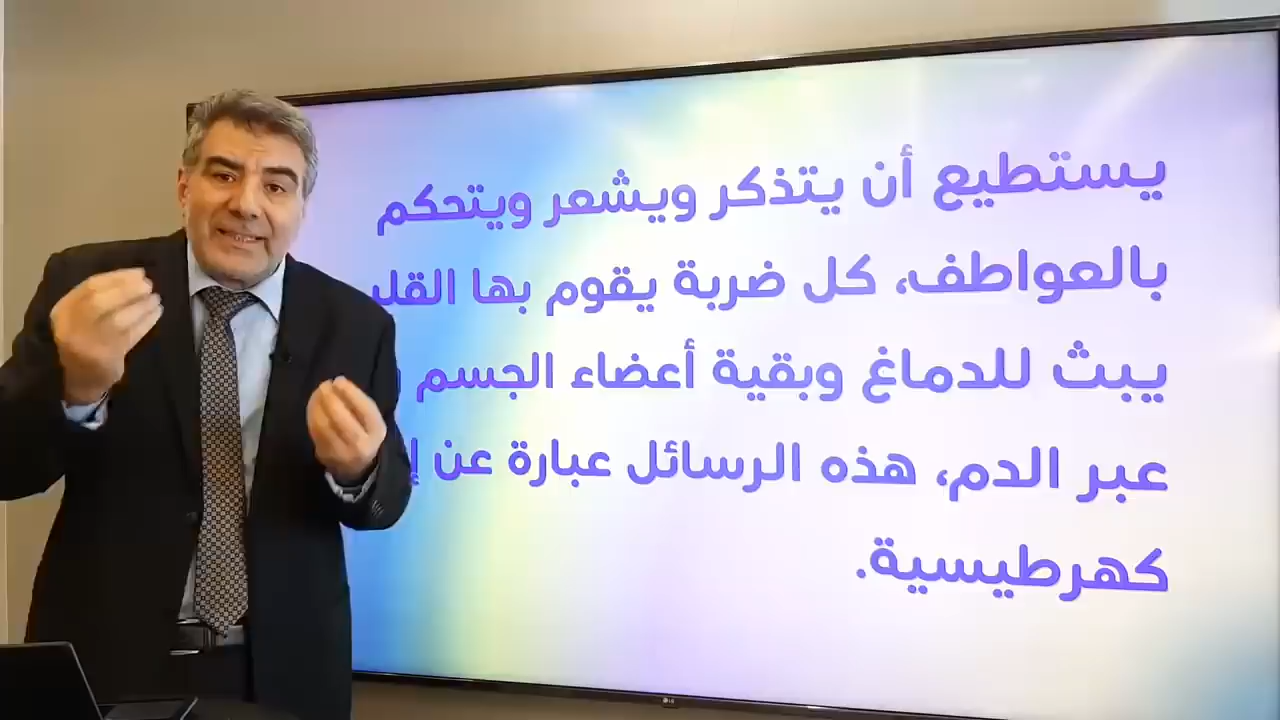 يستطيع أن يتذكر ويشعر ويتحكم
بالعواطف، كل ضربة يقوم بها
يبث للدماغ وبقية أعضاء الجسم
عبر الدم، هذه الرسائل عبارة عن
كهرطيسية.
LG